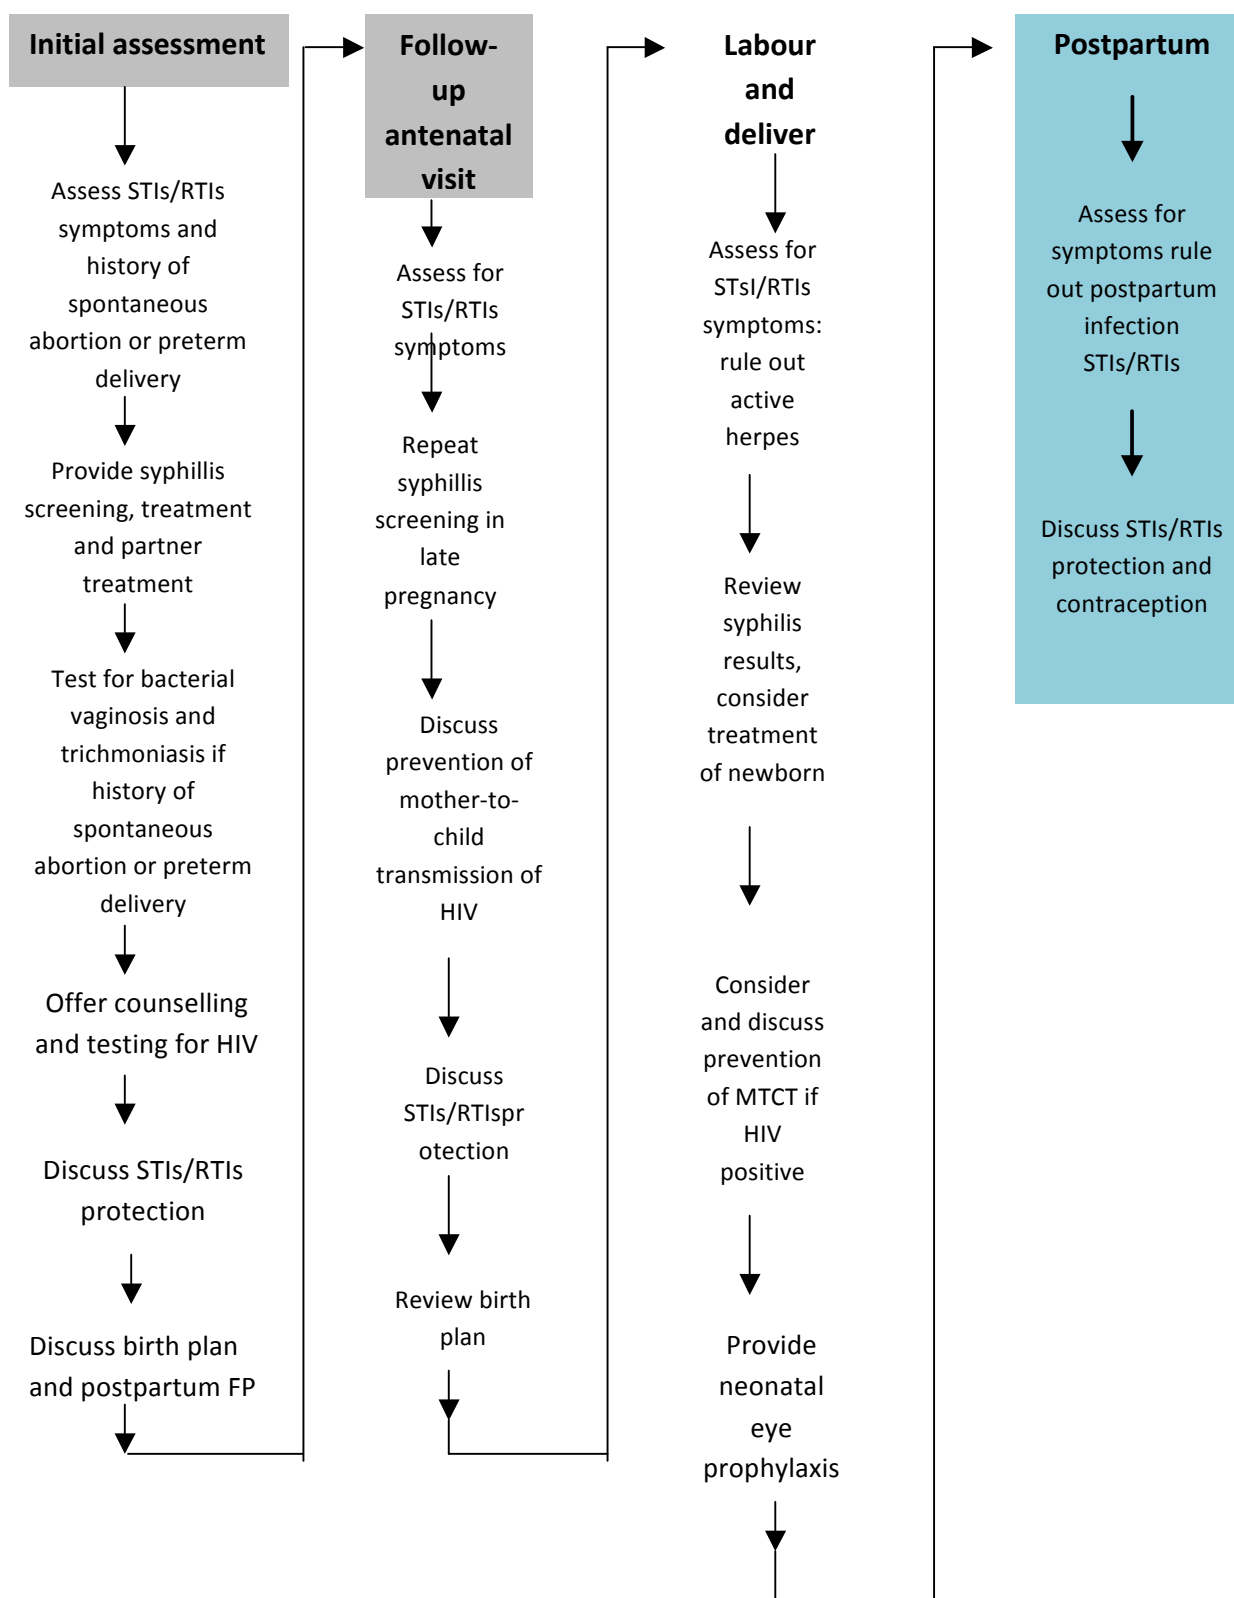 Initial assessment
Assess STIs/RTIs
symptoms and
history of
spontaneous
abortion or preterm
delivery
Provide syphillis
screening, treatment
and partner
treatment
Test for bacterial
vaginosis and
trichmoniasis if
history of
spontaneous
abortion or preterm
delivery
Offer counselling
and testing for HIV
Discuss STIs/RTIs
protection
Discuss birth plan
and postpartum FP
Follow-
up
antenatal
visit
Assess for
STIs/RTIs
symptoms
Repeat
syphillis
screening in
late
pregnancy
Discuss
prevention of
mother-to-
child
transmission of
HIV
Discuss
STIs/RTIspr
otection
Review birth
plan
Labour
and
deliver
Assess for
STsI/RTIs
symptoms:
rule out
active
herpes
Review
syphilis
results,
consider
treatment
of newborn
Consider
and discuss
prevention
of MTCT if
HIV
positive
Provide
neonatal
eye
prophylaxis
Postpartum
Assess for
symptoms rule
out postpartum
infection
STIs/RTIs
Discuss STIs/RTIs
protection and
contraception